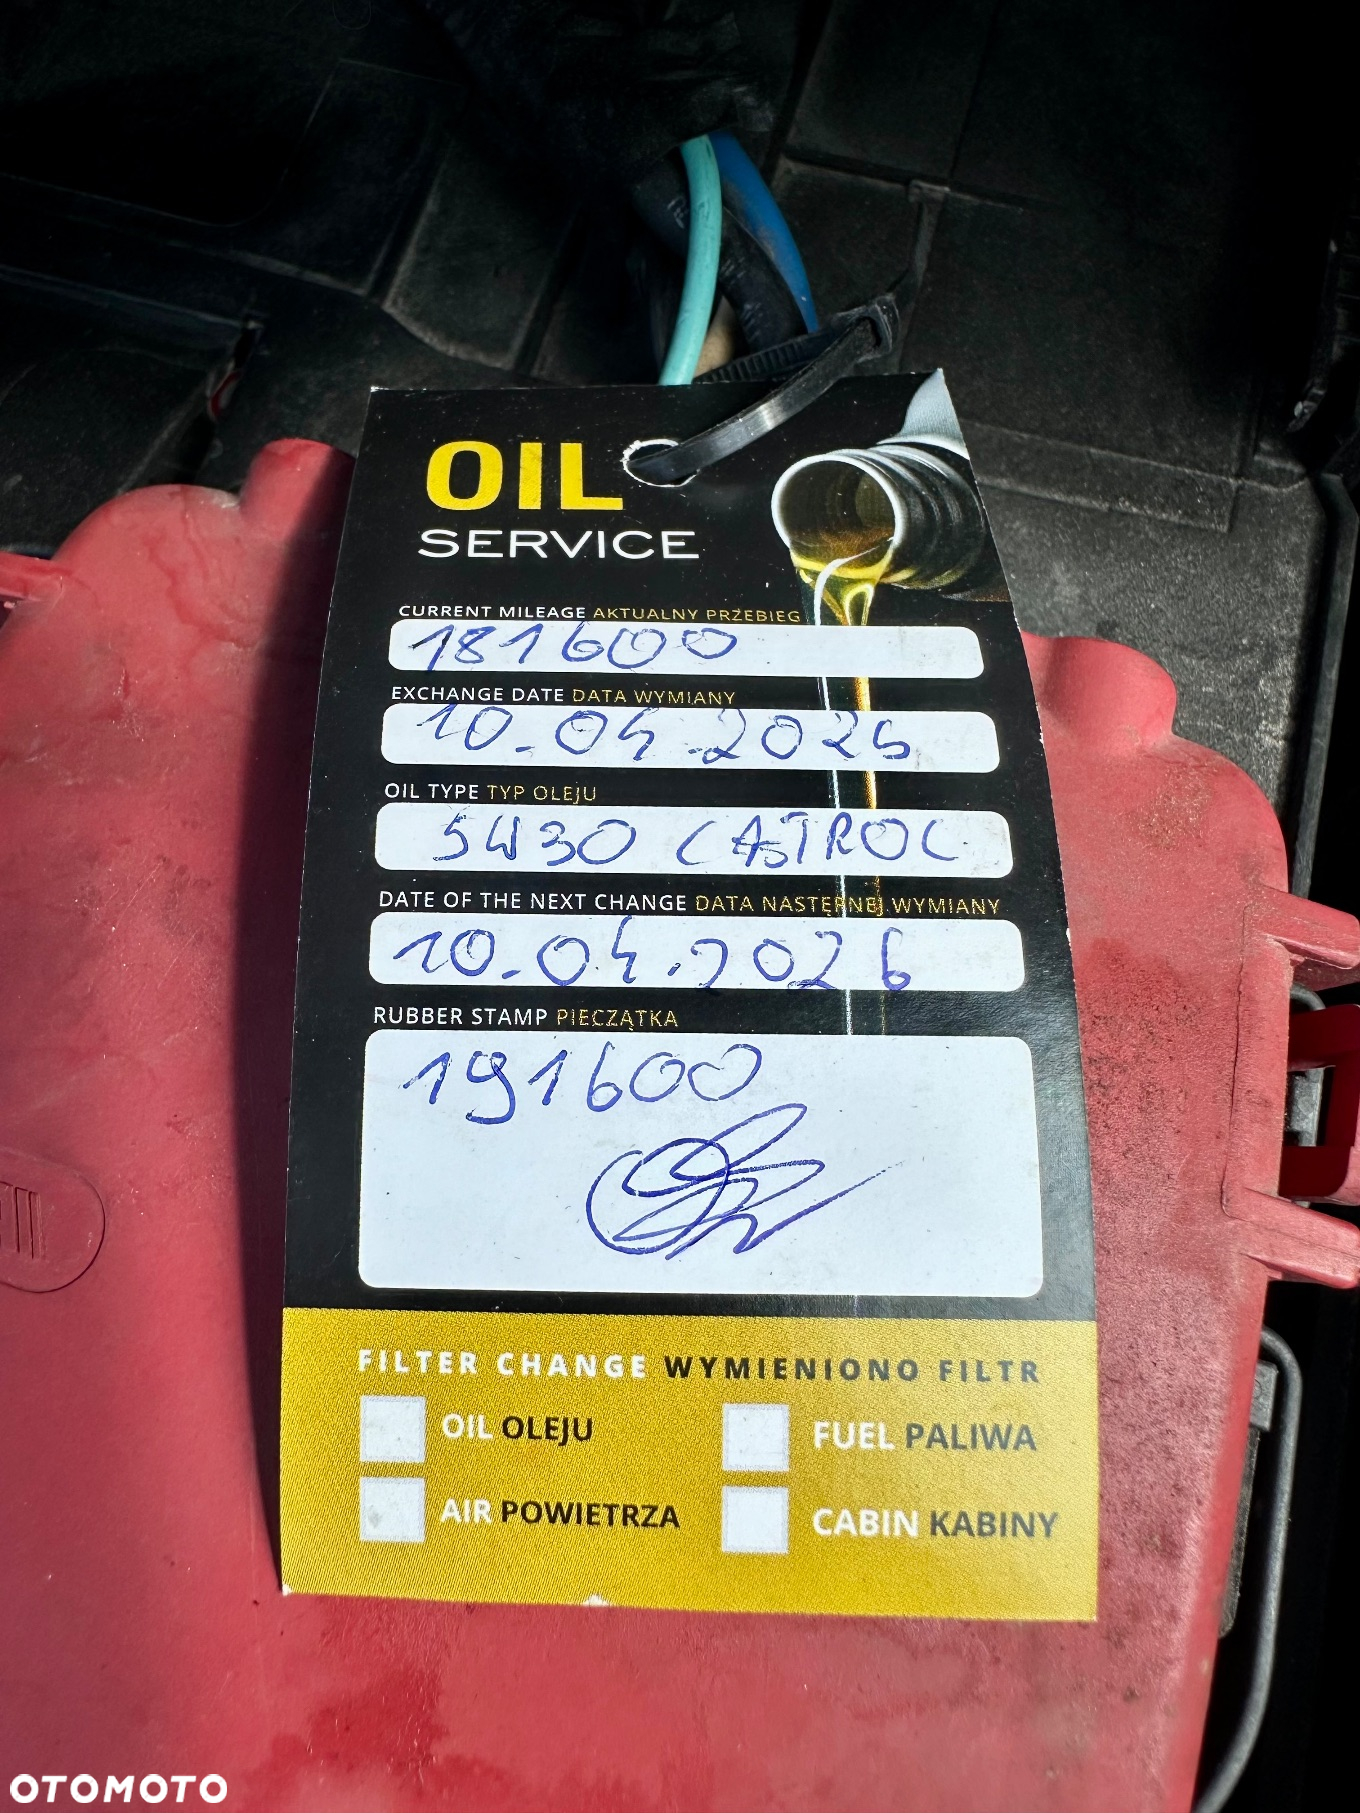 OIL
SERVICE
CURRENT MILEAGE AKTUALNY PRZEBIEG
181600
EXCHANGE DATE DATA WYMIANY
10.04.2025
OIL TYPE TYP OLEJU
5W30 CASTROL
DATE OF THE NEXT CHANGE DATA NASTĘPNEJ WYMIANY
10.04.2026
RUBBER STAMP PIECZĄTKA
191600
FILTER CHANGE WYMIENIONO FILTR
OIL OLEJU
FUEL PALIWA
AIR POWIETRZA
CABIN KABINY
OTOMOTO